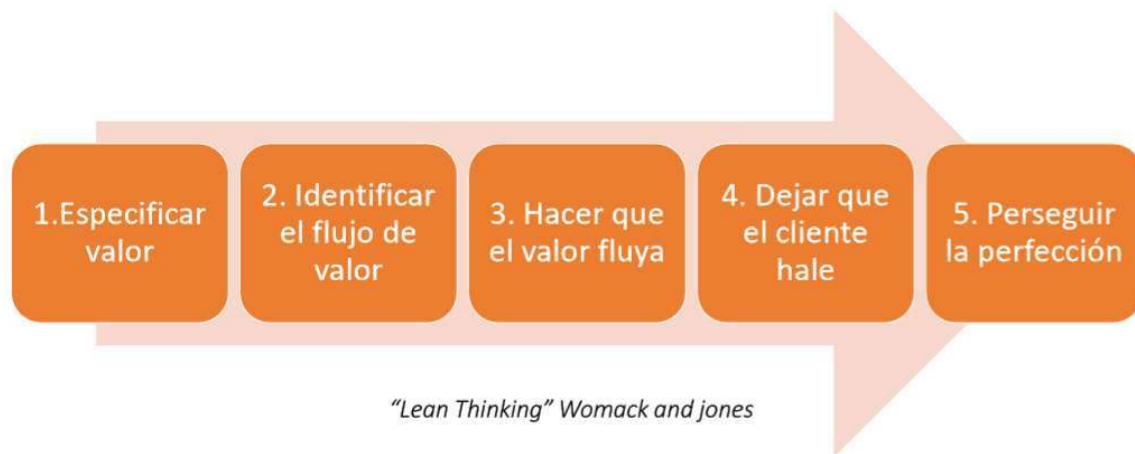 1.Especificar
valor
2. Identificar
el flujo de
valor
3. Hacer que
el valor fluya
4. Dejar que
el cliente
hale
5. Perseguir
la perfección
“Lean Thinking” Womack and jones